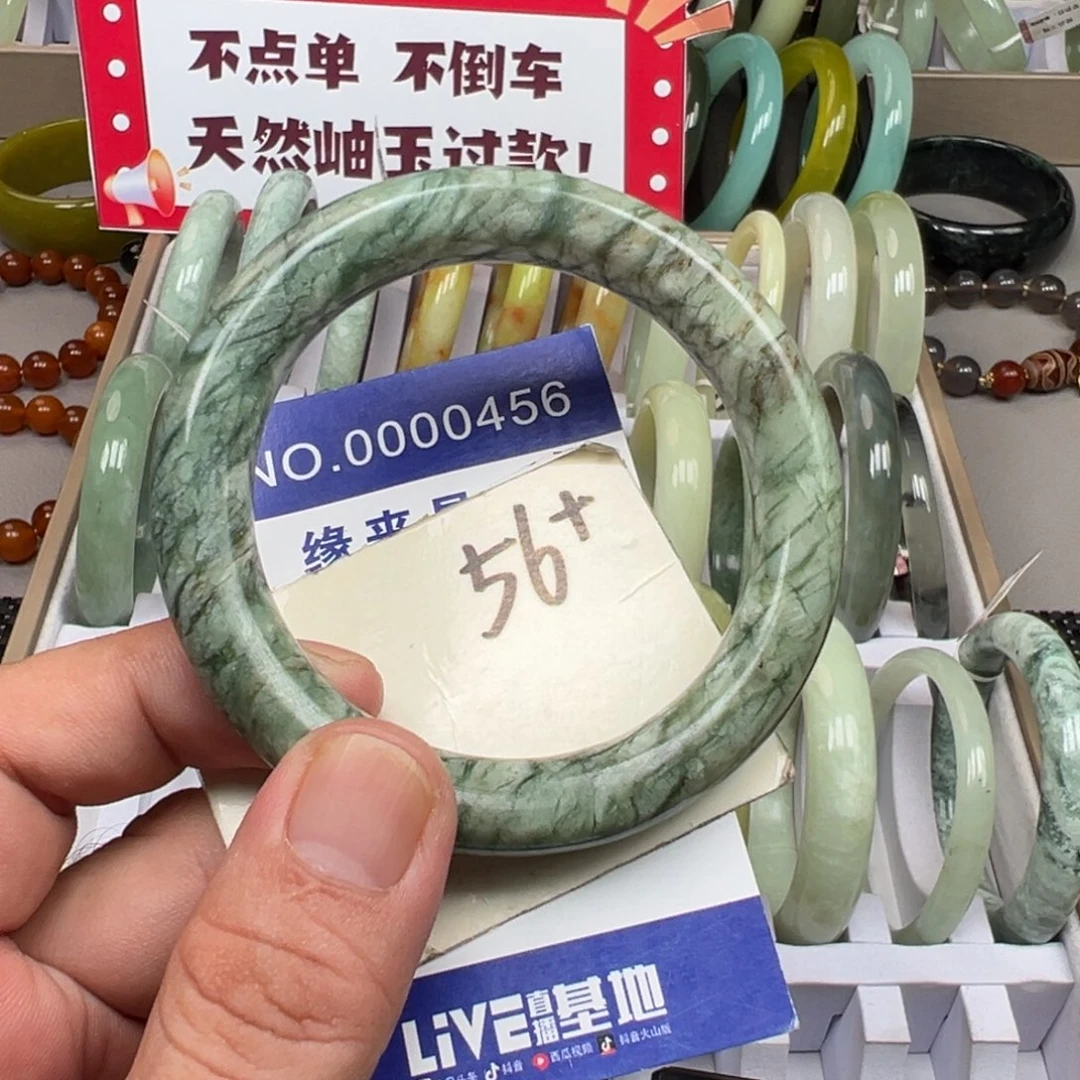 不点单 不倒车
天然岫玉过款！
NO.0000456
缘来
56+
LiVE直播基地
抖音 西瓜视频 抖音火山版